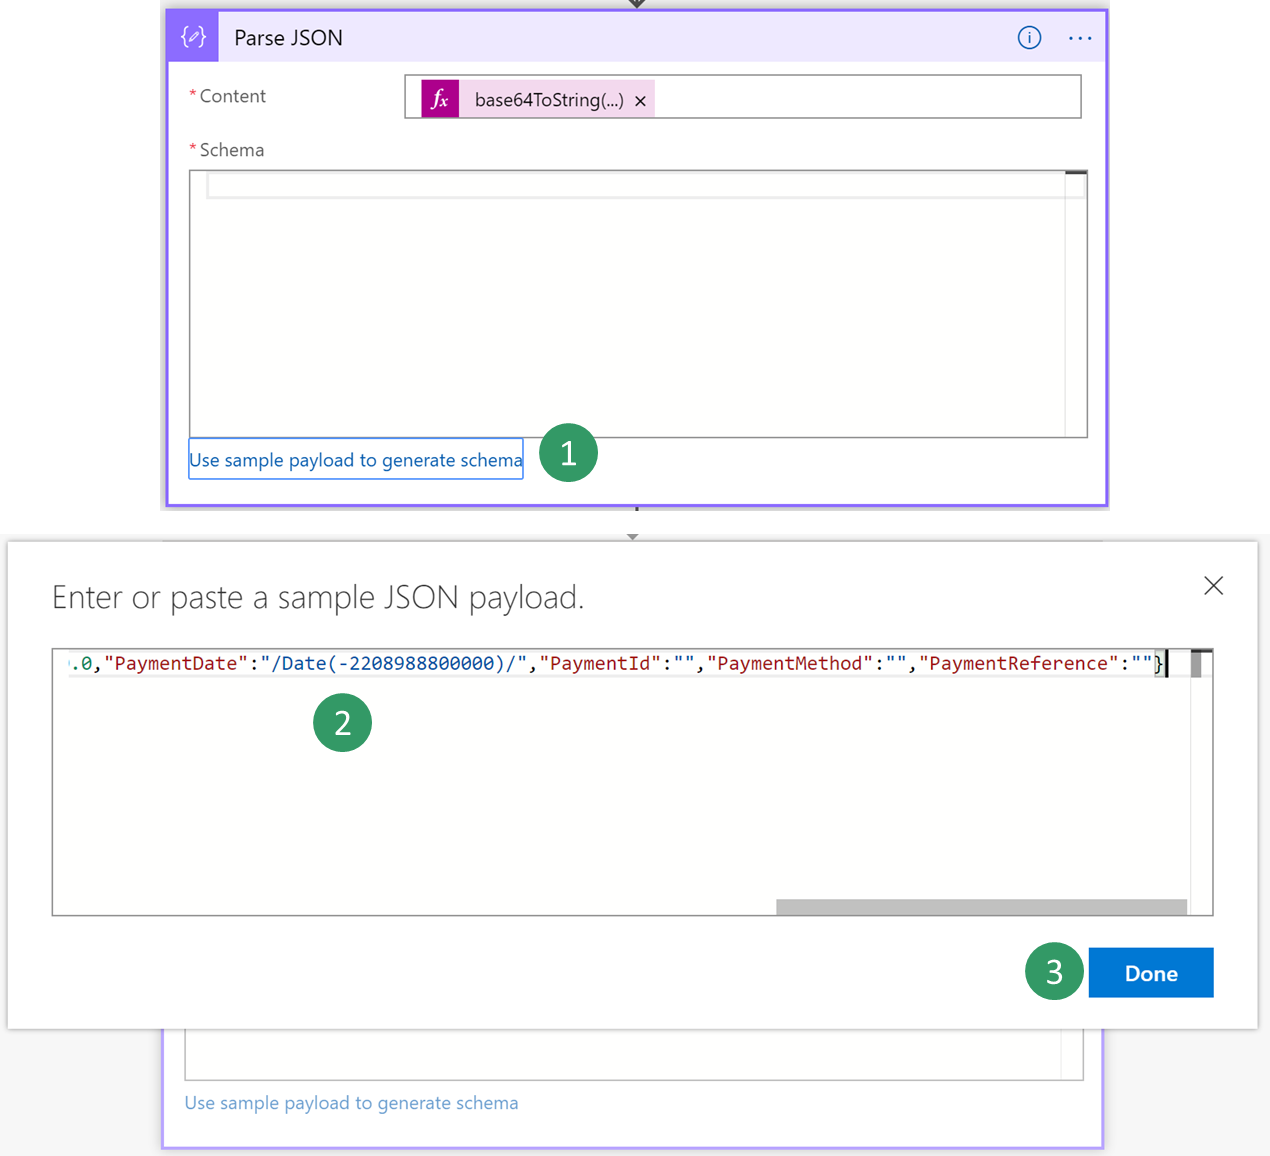 Parse JSON
* Content
fx base64ToString(...) ×
* Schema
Use sample payload to generate schema
1
Enter or paste a sample JSON payload.
.0,"PaymentDate":"/Date(-2208988800000)/","PaymentId":"","PaymentMethod":"","PaymentReference":""}
2
3
Done
Use sample payload to generate schema